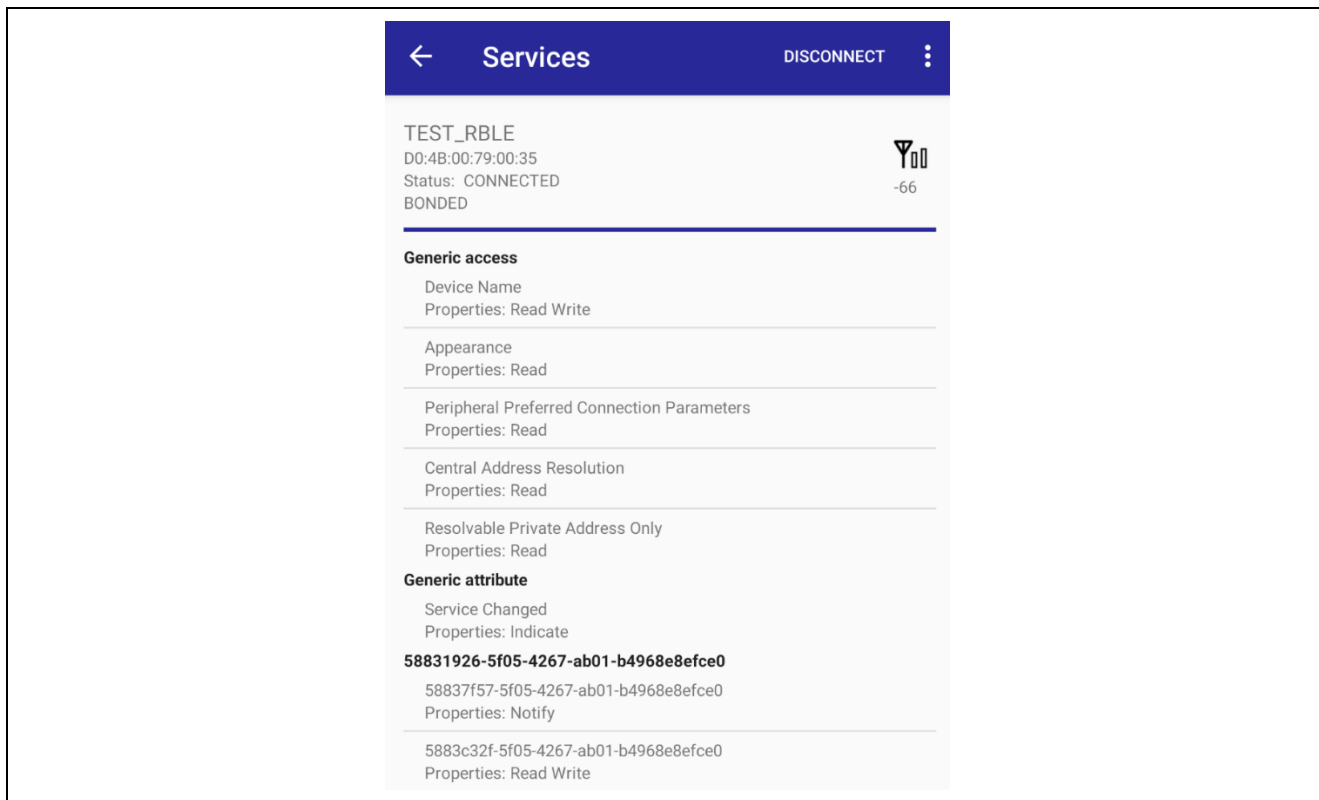 Services
DISCONNECT
TEST_RBLE
D0:4B:00:79:00:35
Status: CONNECTED
BONDED
-66
Generic access
Device Name
Properties: Read Write
Appearance
Properties: Read
Peripheral Preferred Connection Parameters
Properties: Read
Central Address Resolution
Properties: Read
Resolvable Private Address Only
Properties: Read
Generic attribute
Service Changed
Properties: Indicate
58831926-5f05-4267-ab01-b4968e8efce0
58837f57-5f05-4267-ab01-b4968e8efce0
Properties: Notify
5883c32f-5f05-4267-ab01-b4968e8efce0
Properties: Read Write